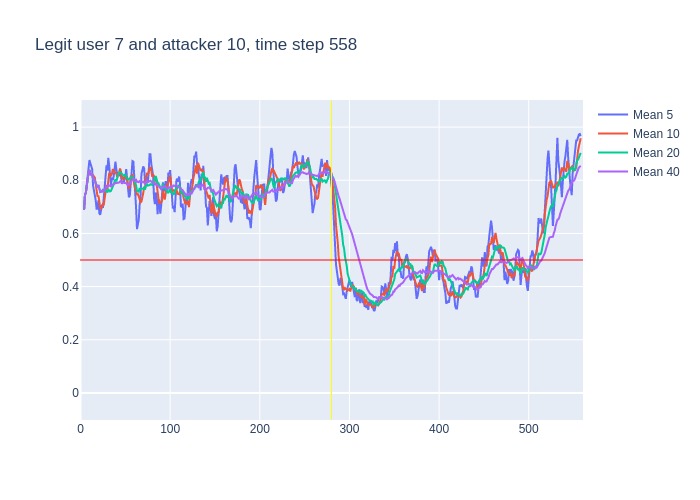 Legit user 7 and attacker 10, time step 558
Mean 5
Mean 10
Mean 20
Mean 40
1
0.8
0.6
0.4
0.2
0
0 100 200 300 400 500